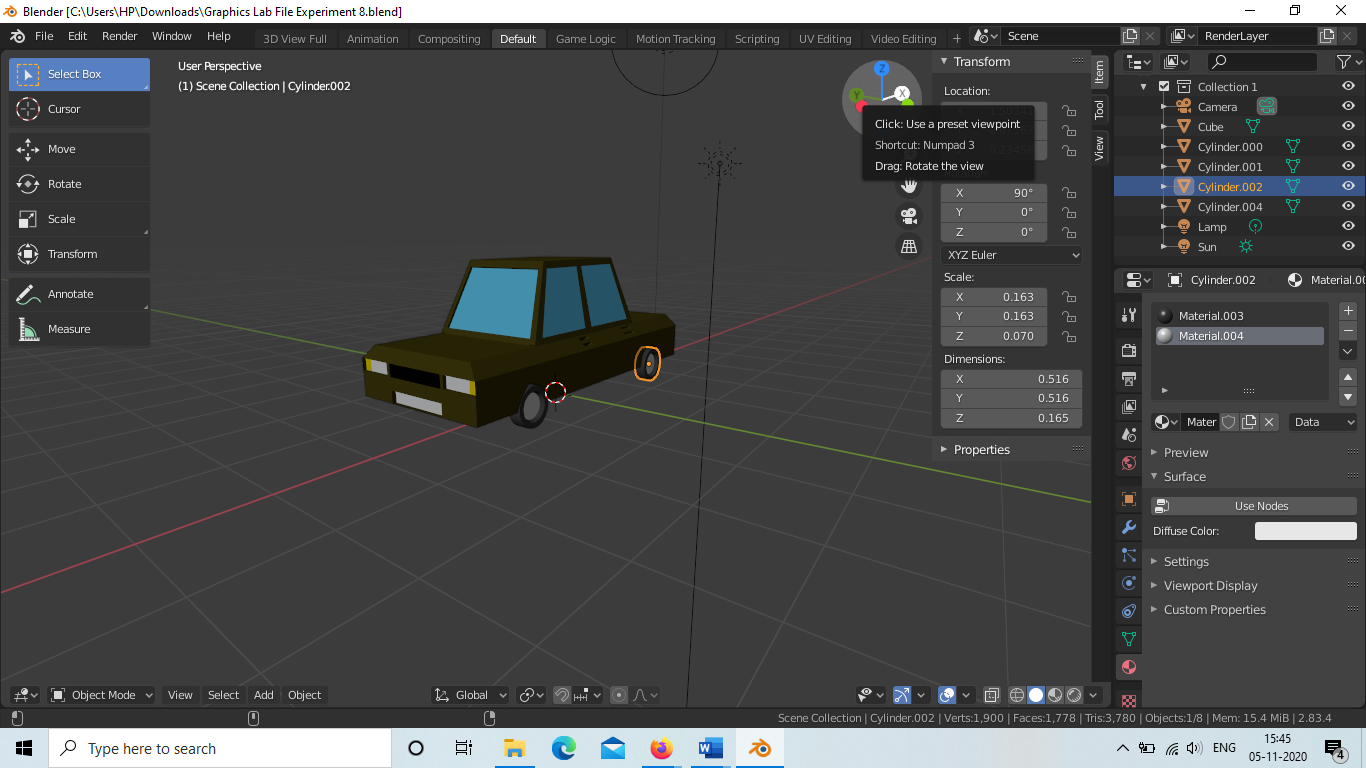 Blender [C:\Users\HP\Downloads\Graphics Lab File Experiment 8.blend]
File Edit Render Window Help 3D View Full Animation Compositing Default Game Logic Motion Tracking Scripting UV Editing Video Editing + Scene RenderLayer
Select Box
Cursor
Move
Rotate
Scale
Transform
Annotate
Measure
User Perspective
(1) Scene Collection | Cylinder.002
Z
Y
X
Click: Use a preset viewpoint
Shortcut: Numpad 3
Drag: Rotate the view
Transform
Location:
X 90°
Y 0°
Z 0°
XYZ Euler
Scale:
X 0.163
Y 0.163
Z 0.070
Dimensions:
X 0.516
Y 0.516
Z 0.165
Properties
Item
Tool
View
Collection 1
Camera
Cube
Cylinder.000
Cylinder.001
Cylinder.002
Cylinder.004
Lamp
Sun
Cylinder.002 Material.00
Material.003
Material.004
Mater Data
Preview
Surface
Use Nodes
Diffuse Color:
Settings
Viewport Display
Custom Properties
Object Mode View Select Add Object Global
Scene Collection | Cylinder.002 | Verts:1,900 | Faces:1,778 | Tris:3,780 | Objects:1/8 | Mem: 15.4 MiB | 2.83.4
Type here to search
ENG
15:45
05-11-2020
4